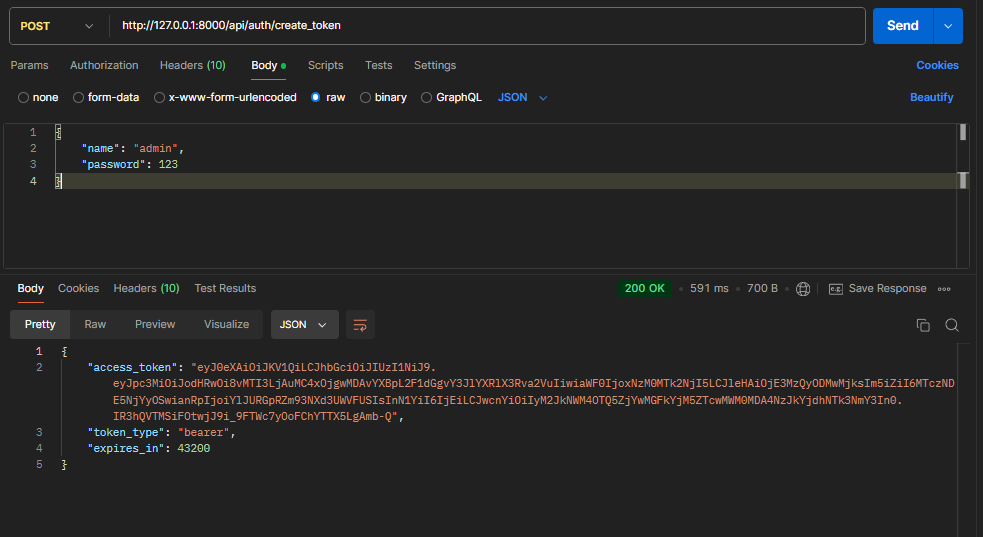 POST http://127.0.0.1:8000/api/auth/create_token Send
Params Authorization Headers (10) Body Scripts Tests Settings Cookies
none form-data x-www-form-urlencoded raw binary GraphQL JSON Beautify
1 {
2 "name": "admin",
3 "password": 123
4 }
Body Cookies Headers (10) Test Results 200 OK 591 ms 700 B e.g. Save Response
Pretty Raw Preview Visualize JSON
1 {
2 "access_token": "eyJ0eXAiOiJKV1QiLCJhbGciOiJIUzI1NiJ9.
eyJpc3MiOiJodHRwOi8vMTI3LjAuMC4xOjgwMDAvYXBpL2F1dGgvY3JlYXRlX3Rva2VuIiwiaWF0IjoxNzM0MTk2NjI5LCJleHAiOjE3MzQyODMwMjksIm5iZiI6MTczND
E5NjYyOSwianRpIjoiYlJURGpRZm93NXd3UWVFUSIsInN1YiI6IjEiLCJwcnYiOiIyM2JkNWM4OTQ5ZjYwMGFkYjM5ZTcwMWM0MDA4NzJkYjdhNTk3NmY3In0.
IR3hQVTMSiFOtwjJ9i_9FTWc7yOoFChYTTX5LgAmb-Q",
3 "token_type": "bearer",
4 "expires_in": 43200
5 }